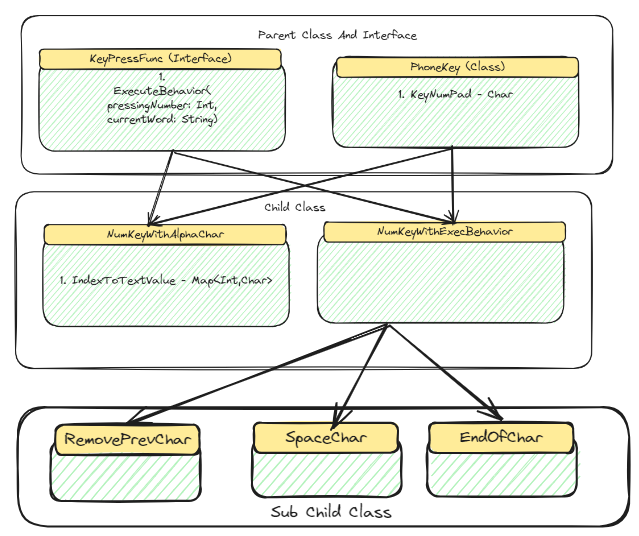 Parent Class And Interface
KeyPressFunc (Interface)
1.
ExecuteBehavior(
pressingNumber: Int,
currentWord: String)
PhoneKey (Class)
1. KeyNumPad - Char
Child Class
NumKeyWithAlphaChar
1. IndexToTextValue - Map<Int,Char>
NumKeyWithExecBehavior
RemovePrevChar
SpaceChar
EndOfChar
Sub Child Class